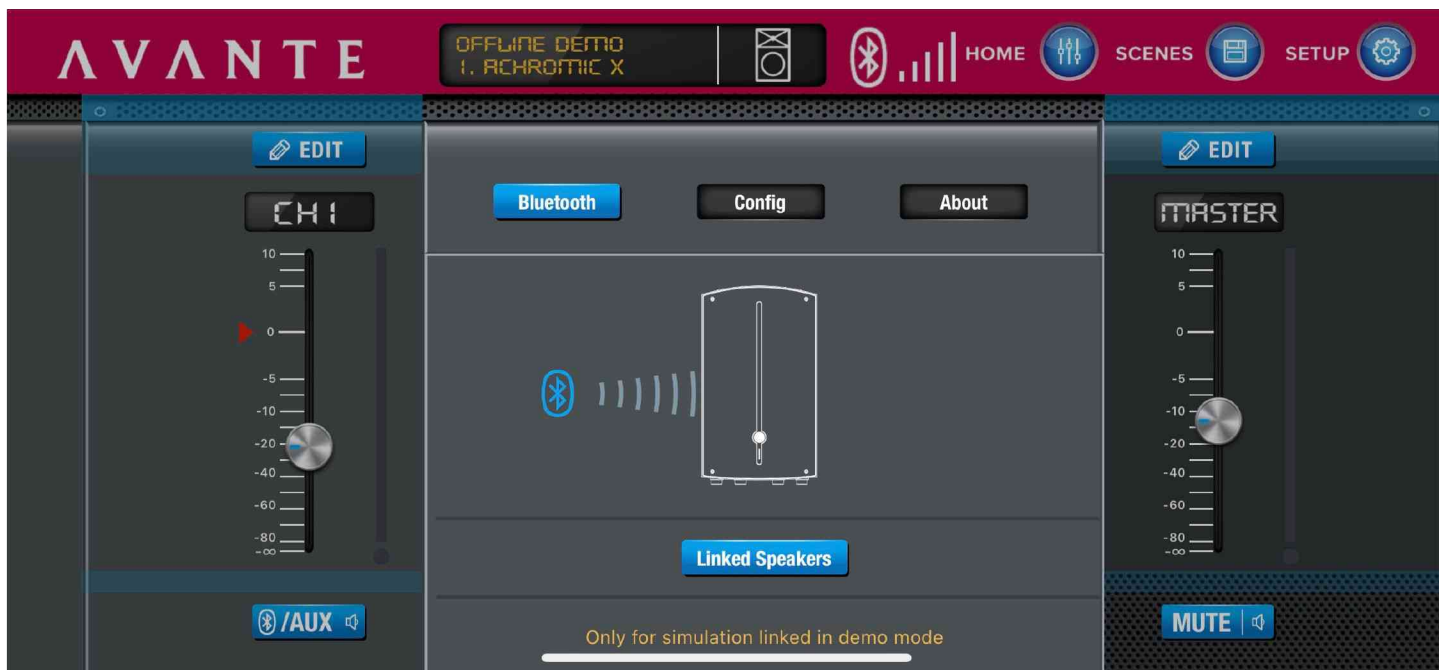 AVANTE
OFFLINE DEMO
1. ACHROMIC X
HOME
SCENES
SETUP
EDIT
CH1
10
5
0
-5
-10
-20
-40
-60
-80
-∞
/AUX
Bluetooth
Config
About
Linked Speakers
Only for simulation linked in demo mode
EDIT
MASTER
10
5
0
-5
-10
-20
-40
-60
-80
-∞
MUTE